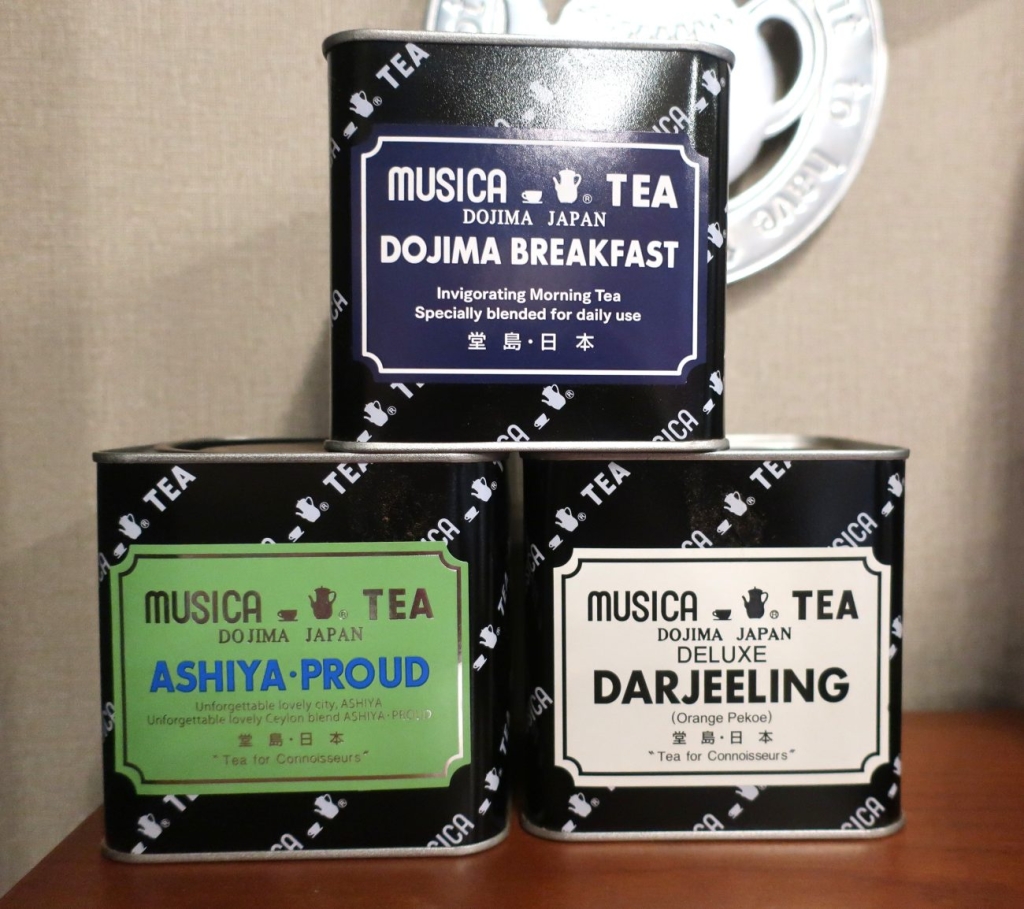 MUSICA TEA
DOJIMA JAPAN
DOJIMA BREAKFAST
Invigorating Morning Tea
Specially blended for daily use
堂 島・日 本
MUSICA TEA
DOJIMA JAPAN
ASHIYA・PROUD
Unforgettable lovely city, ASHIYA
Unforgettable lovely Ceylon blend ASHIYA・PROUD
堂 島・日 本
"Tea for Connoisseurs"
MUSICA TEA
DOJIMA JAPAN
DELUXE
DARJEELING
(Orange Pekoe)
堂 島・日 本
"Tea for Connoisseurs"